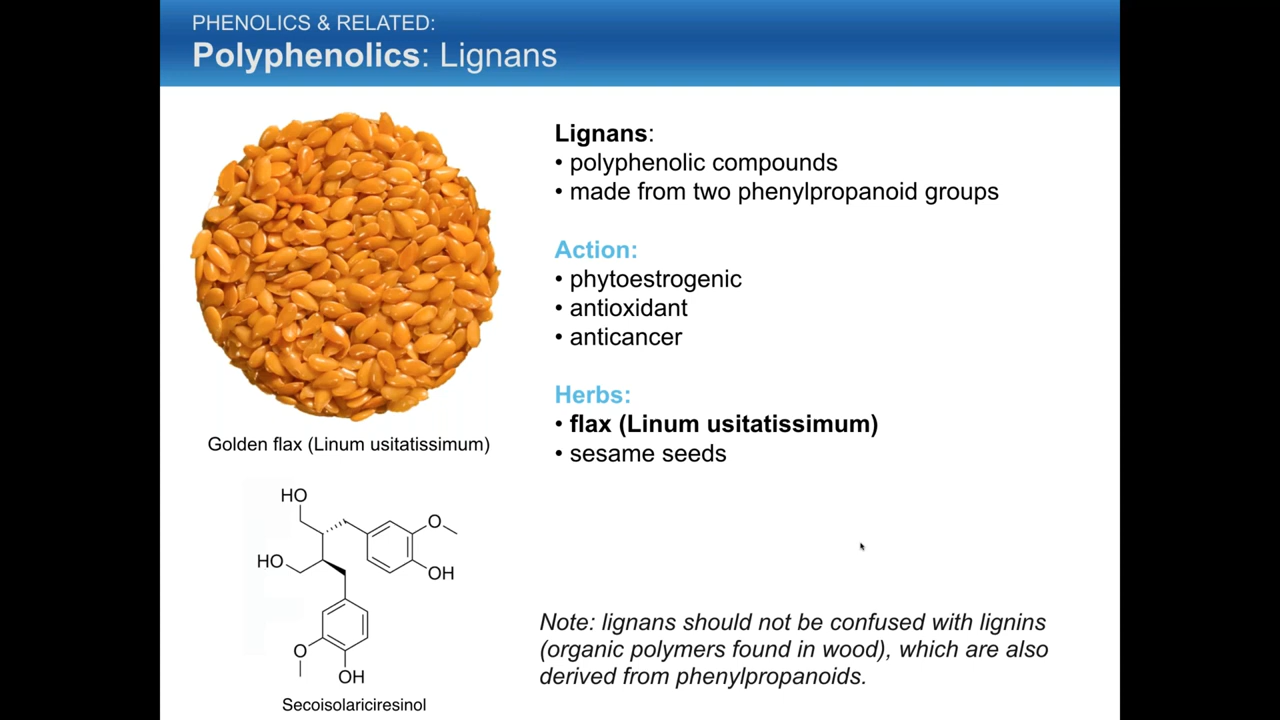 PHENOLICS & RELATED:
Polyphenolics: Lignans
Lignans:
• polyphenolic compounds
• made from two phenylpropanoid groups
Action:
• phytoestrogenic
• antioxidant
• anticancer
Herbs:
• flax (Linum usitatissimum)
• sesame seeds
Golden flax (Linum usitatissimum)
HO
O
HO
OH
O
OH
Secoisolariciresinol
Note: lignans should not be confused with lignins
(organic polymers found in wood), which are also
derived from phenylpropanoids.